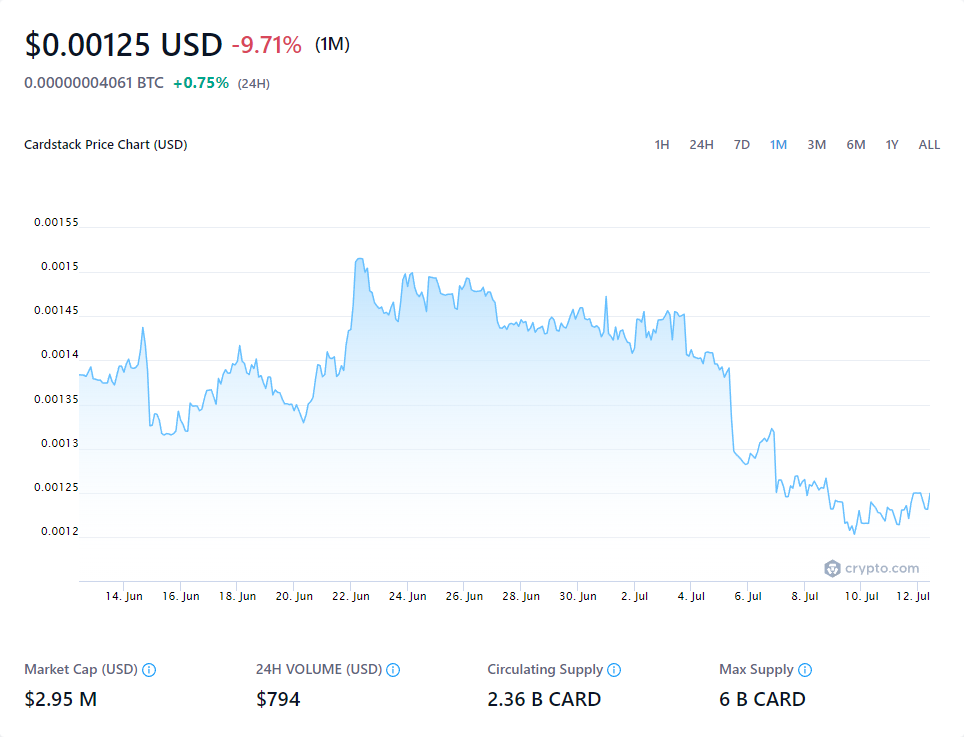 $0.00125 USD -9.71% (1M)
0.00000004061 BTC +0.75% (24H)
Cardstack Price Chart (USD) 1H 24H 7D 1M 3M 6M 1Y ALL
0.00155
0.0015
0.00145
0.0014
0.00135
0.0013
0.00125
0.0012
crypto.com
14. Jun 16. Jun 18. Jun 20. Jun 22. Jun 24. Jun 26. Jun 28. Jun 30. Jun 2. Jul 4. Jul 6. Jul 8. Jul 10. Jul 12. Jul
Market Cap (USD) 24H VOLUME (USD) Circulating Supply Max Supply
$2.95 M $794 2.36 B CARD 6 B CARD